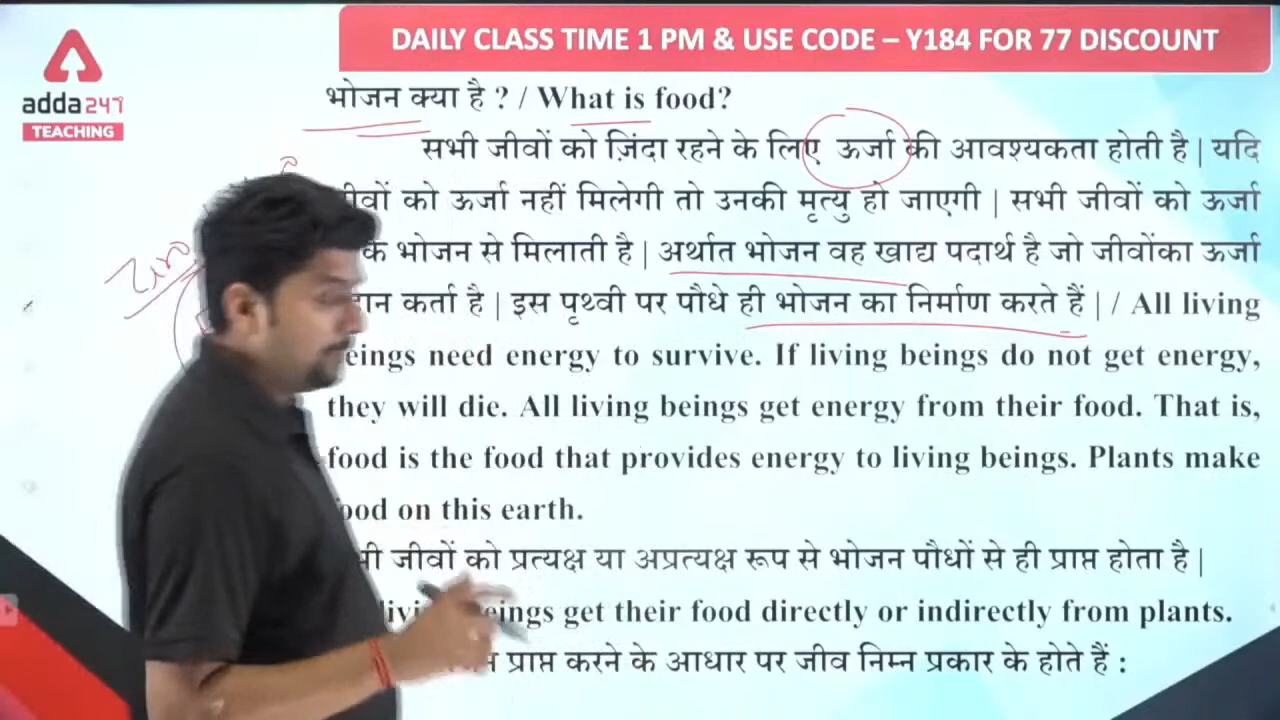 DAILY CLASS TIME 1 PM & USE CODE – Y184 FOR 77 DISCOUNT
adda247
TEACHING
भोजन क्या है ? / What is food?
सभी जीवों को ज़िंदा रहने के लिए ऊर्जा की आवश्यकता होती है | यदि
को ऊर्जा नहीं मिलेगी तो उनकी मृत्यु हो जाएगी | सभी जीवों को ऊर्जा
के भोजन से मिलाती है | अर्थात भोजन वह खाद्य पदार्थ है जो जीवोंका ऊर्जा
कर्ता है | इस पृथ्वी पर पौधे ही भोजन का निर्माण करते हैं | / All living
eings need energy to survive. If living beings do not get energy,
they will die. All living beings get energy from their food. That is,
food is the food that provides energy to living beings. Plants make
ood on this earth.
जीवों को प्रत्यक्ष या अप्रत्यक्ष रूप से भोजन पौधों से ही प्राप्त होता है |
eings get their food directly or indirectly from plants.
प्राप्त करने के आधार पर जीव निम्न प्रकार के होते हैं :